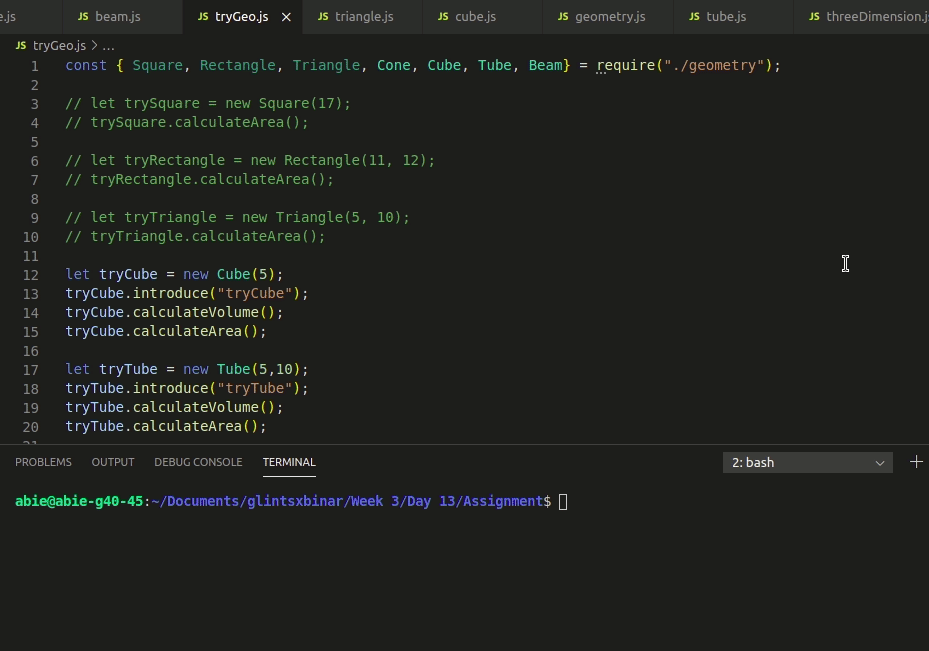 e.js JS beam.js JS tryGeo.js JS triangle.js JS cube.js JS geometry.js JS tube.js JS threeDimension.js
JS tryGeo.js > ...
1 const { Square, Rectangle, Triangle, Cone, Cube, Tube, Beam} = require("./geometry");
2
3 // let trySquare = new Square(17);
4 // trySquare.calculateArea();
5
6 // let tryRectangle = new Rectangle(11, 12);
7 // tryRectangle.calculateArea();
8
9 // let tryTriangle = new Triangle(5, 10);
10 // tryTriangle.calculateArea();
11
12 let tryCube = new Cube(5);
13 tryCube.introduce("tryCube");
14 tryCube.calculateVolume();
15 tryCube.calculateArea();
16
17 let tryTube = new Tube(5,10);
18 tryTube.introduce("tryTube");
19 tryTube.calculateVolume();
20 tryTube.calculateArea();
21
PROBLEMS OUTPUT DEBUG CONSOLE TERMINAL 2: bash
abie@abie-g40-45:~/Documents/glintsxbinar/Week 3/Day 13/Assignment$